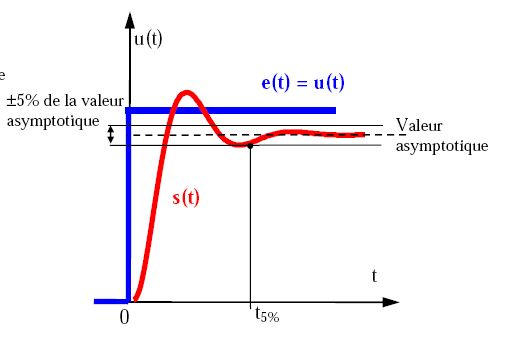 u(t)
e
e(t) = u(t)
±5% de la valeur
asymptotique
Valeur
asymptotique
s(t)
t
0
t5%